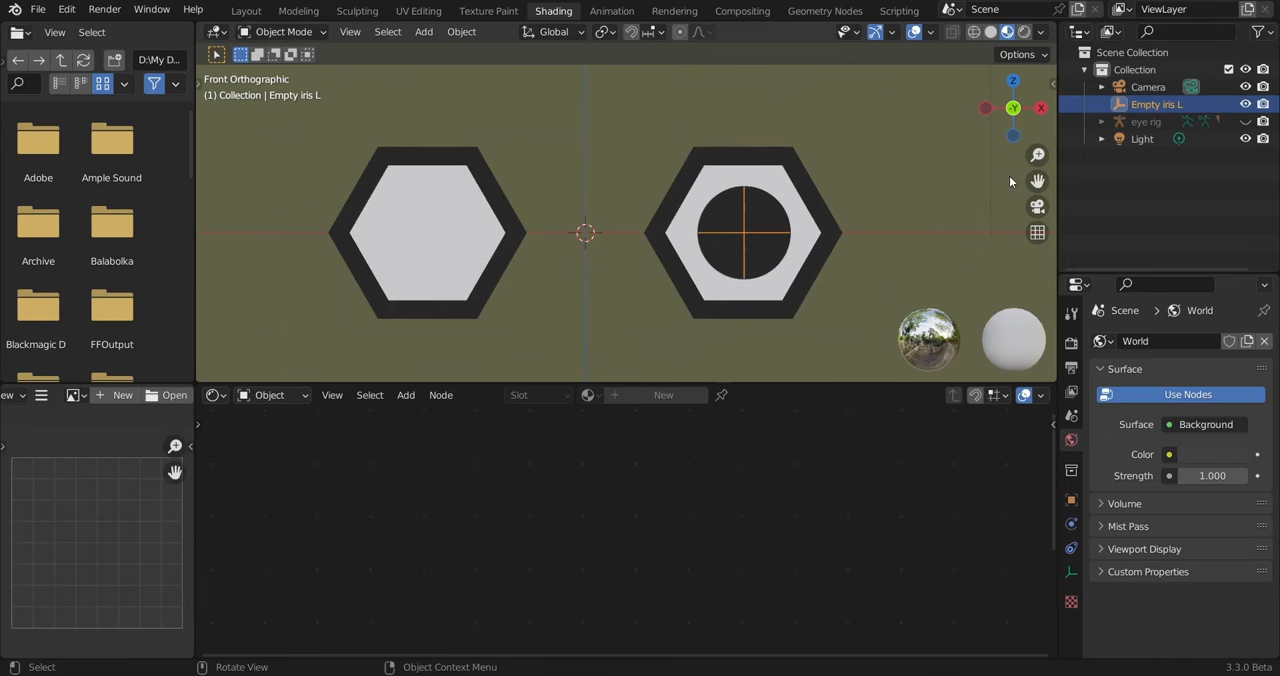 File Edit Render Window Help Layout Modeling Sculpting UV Editing Texture Paint Shading Animation Rendering Compositing Geometry Nodes Scripting Scene ViewLayer
View Select
Object Mode View Select Add Object Global
D:\My D...
Options
Front Orthographic
(1) Collection | Empty iris L
Z
-Y X
Adobe Ample Sound
Archive Balabolka
Blackmagic D FFOutput
Scene Collection
Collection
Camera
Empty iris L
eye rig
Light
ew New Open
Object View Select Add Node Slot New
Scene > World
World
Surface
Use Nodes
Surface Background
Color
Strength 1.000
Volume
Mist Pass
Viewport Display
Custom Properties
Select Rotate View Object Context Menu 3.3.0 Beta